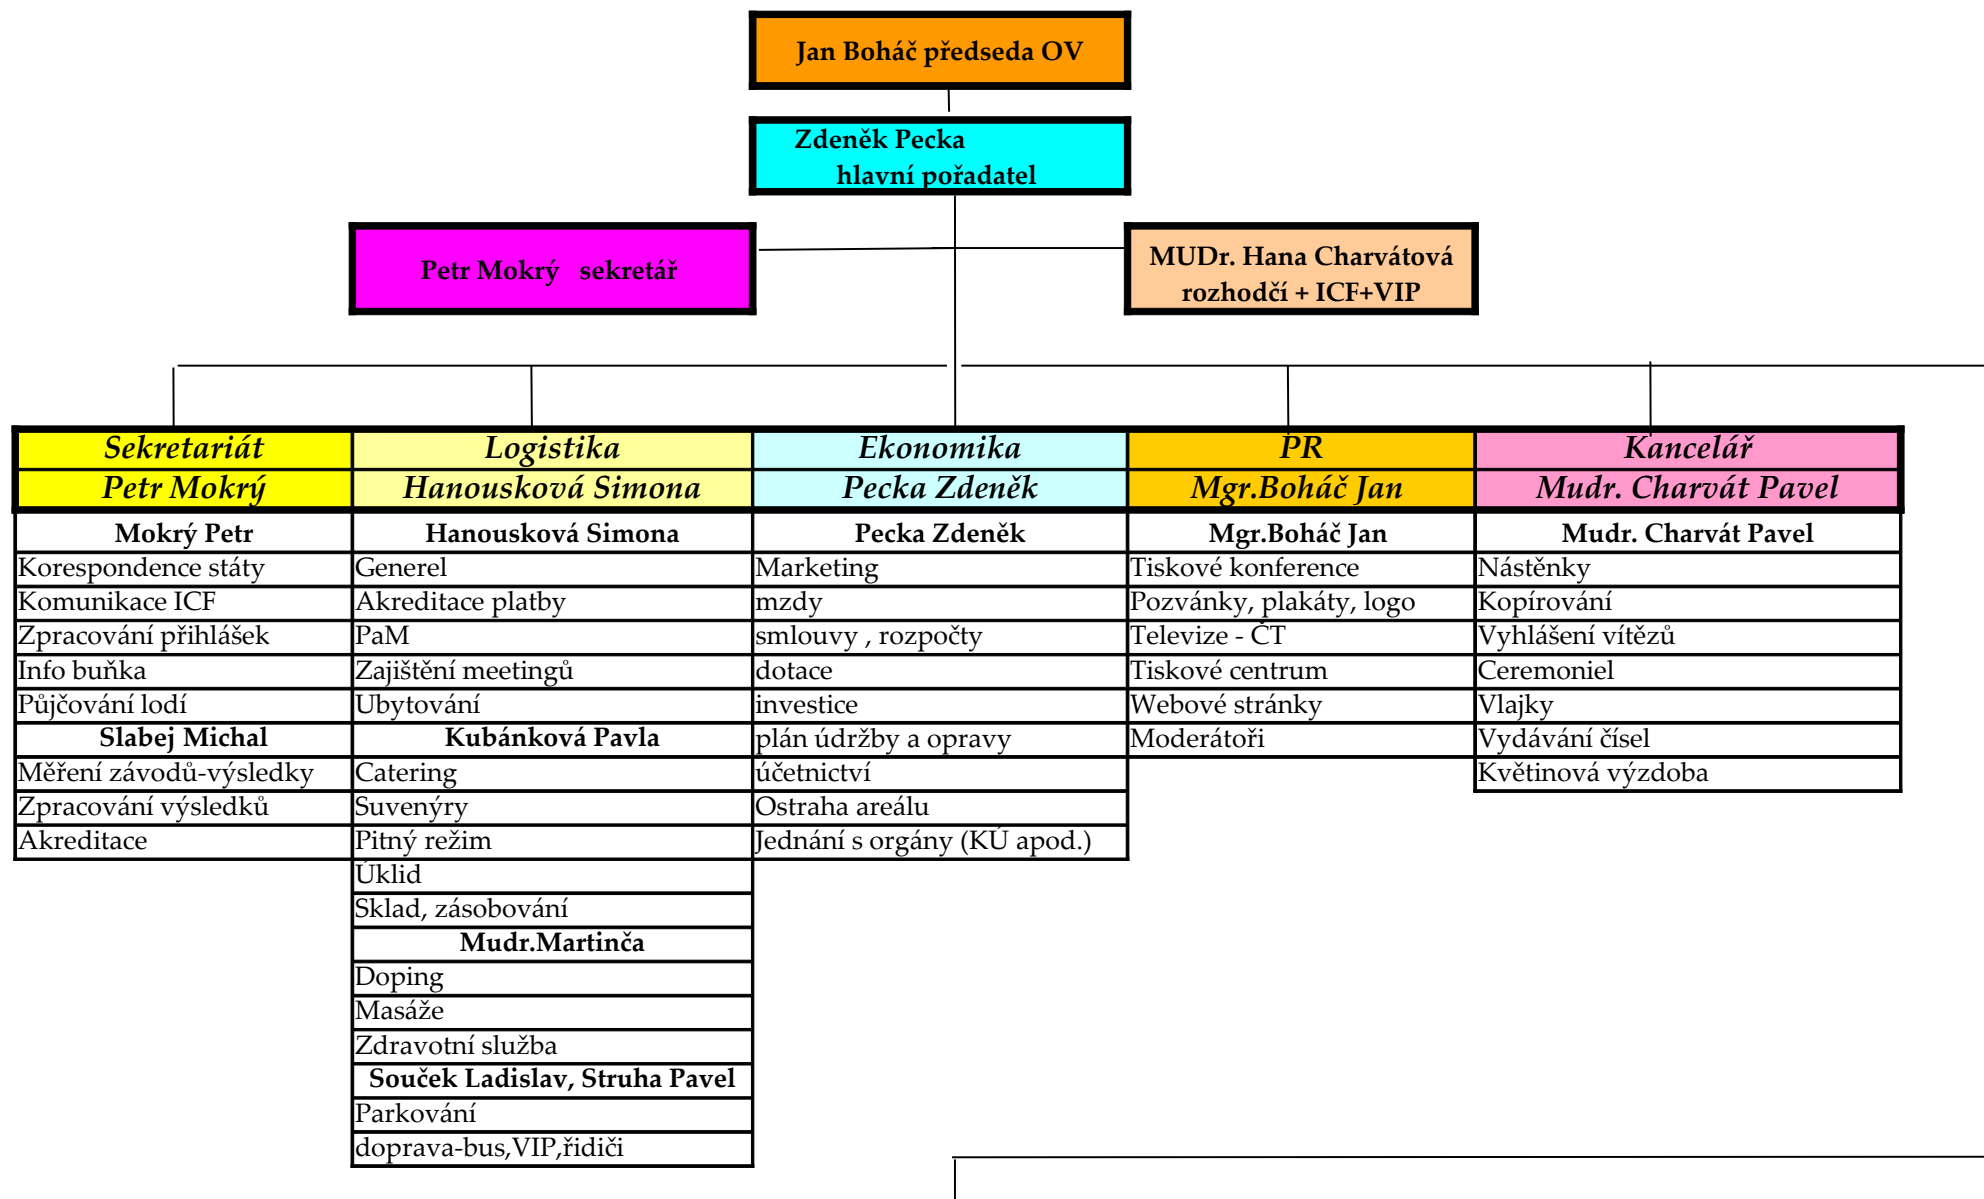 Jan Boháč předseda OV
Zdeněk Pecka
hlavní pořadatel
Petr Mokrý sekretář
MUDr. Hana Charvátová
rozhodčí + ICF+VIP
Sekretariát
Petr Mokrý
Mokrý Petr
Korespondence státy
Komunikace ICF
Zpracování přihlášek
Info buňka
Půjčování lodí
Slabej Michal
Měření závodů-výsledky
Zpracování výsledků
Akreditace
Logistika
Hanousková Simona
Hanousková Simona
Generel
Akreditace platby
PaM
Zajištění meetingů
Ubytování
Kubánková Pavla
Catering
Suvenýry
Pitný režim
Úklid
Sklad, zásobování
Mudr.Martinča
Doping
Masáže
Zdravotní služba
Souček Ladislav, Struha Pavel
Parkování
doprava-bus,VIP,řidiči
Ekonomika
Pecka Zdeněk
Pecka Zdeněk
Marketing
mzdy
smlouvy , rozpočty
dotace
investice
plán údržby a opravy
účetnictví
Ostraha areálu
Jednání s orgány (KÚ apod.)
PR
Mgr.Boháč Jan
Mgr.Boháč Jan
Tiskové konference
Pozvánky, plakáty, logo
Televize - ČT
Tiskové centrum
Webové stránky
Moderátoři
Kancelář
Mudr. Charvát Pavel
Mudr. Charvát Pavel
Nástěnky
Kopírování
Vyhlášení vítězů
Ceremoniel
Vlajky
Vydávání čísel
Květinová výzdoba